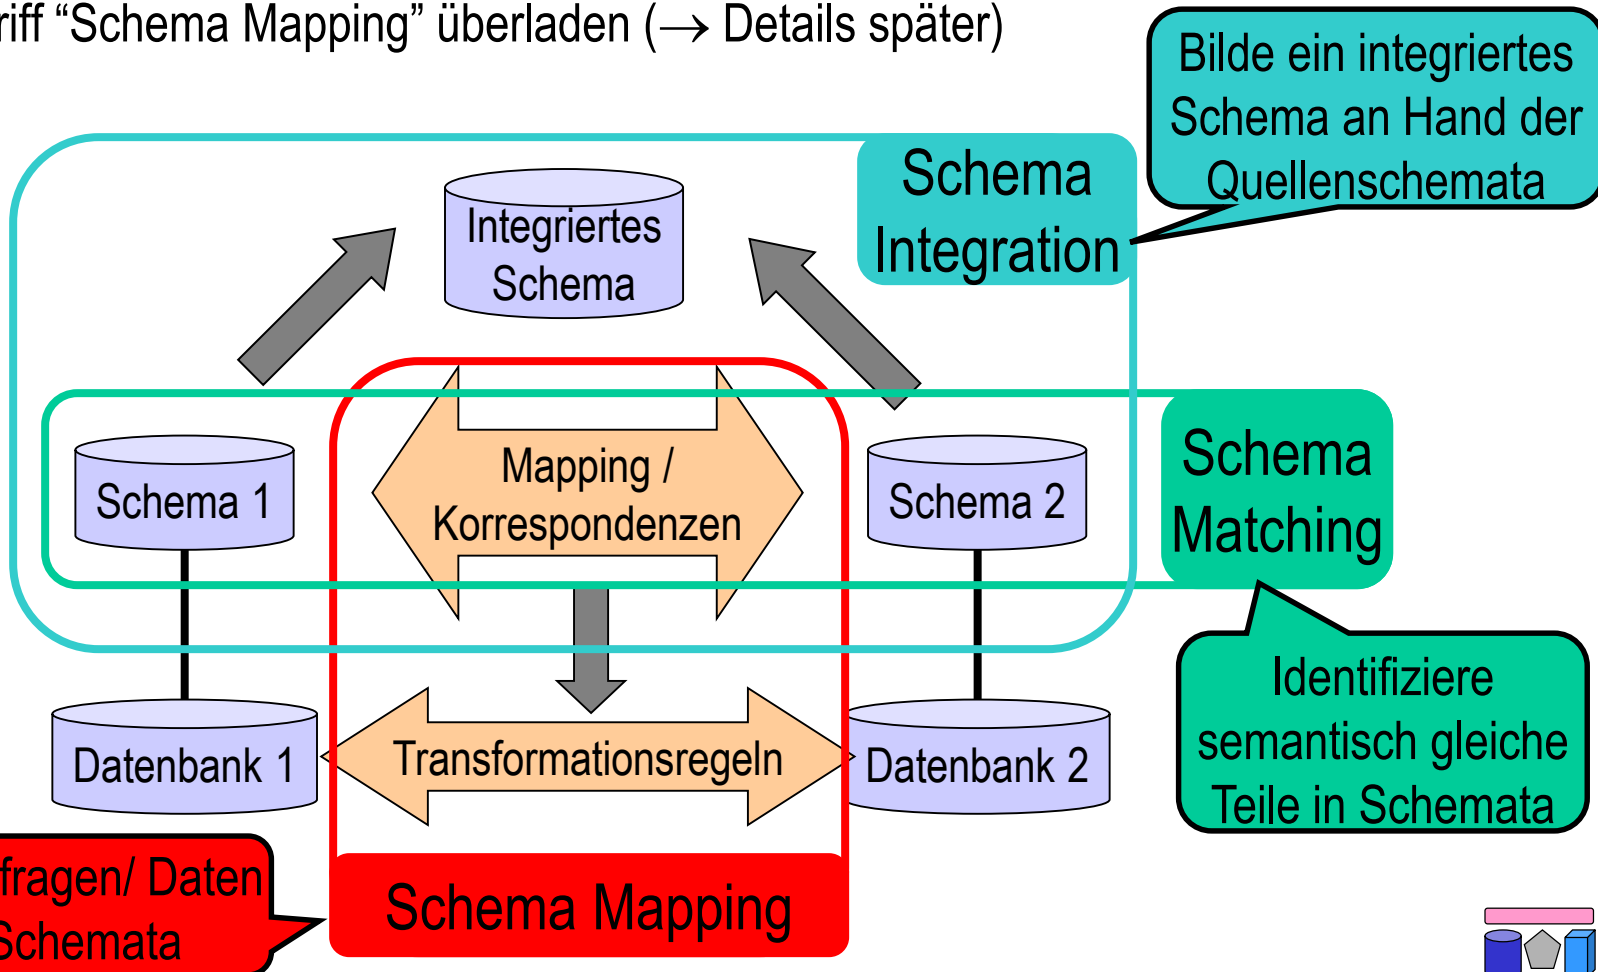 riff “Schema Mapping” überladen (→ Details später)
Bilde ein integriertes
Schema an Hand der
Quellenschemata
Schema
Integration
Integriertes
Schema
Mapping /
Korrespondenzen
Schema 1
Schema 2
Schema
Matching
Identifiziere
semantisch gleiche
Teile in Schemata
Datenbank 1
Transformationsregeln
Datenbank 2
fragen/ Daten
Schemata
Schema Mapping